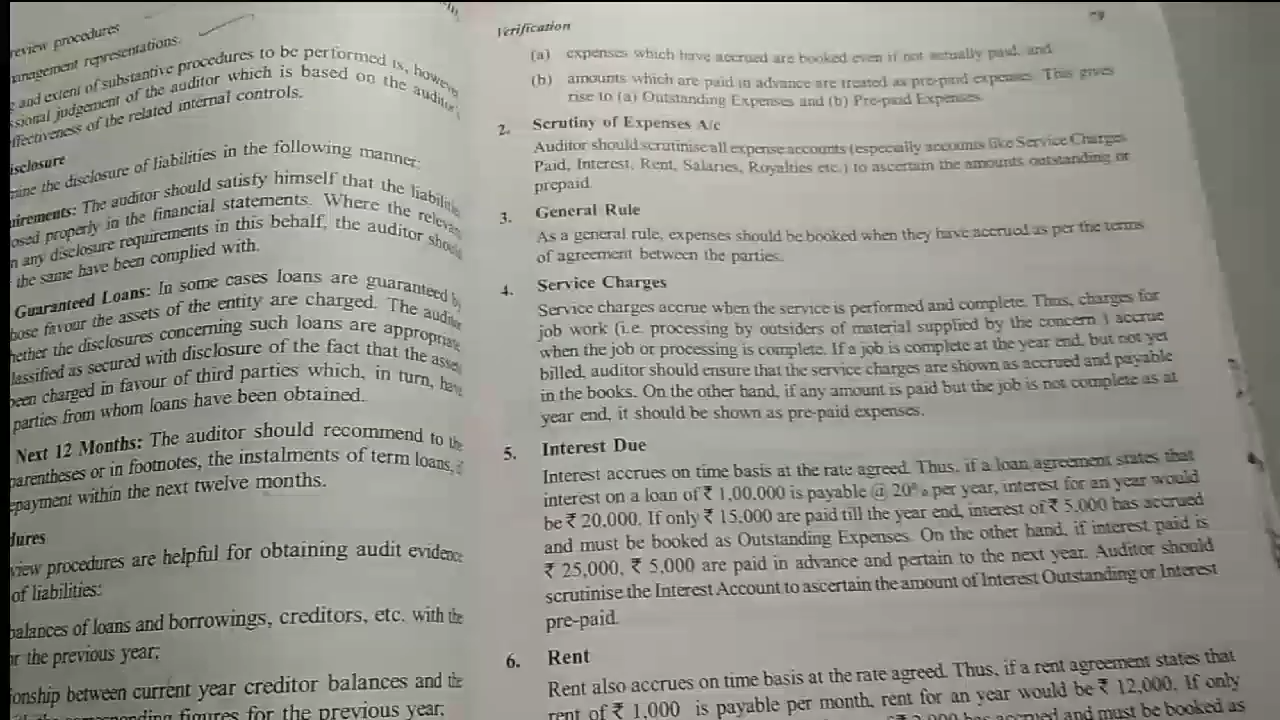 review procedures
management representations.
and extent of substantive procedures to be performed is, however
ssional judgement of the auditor which is based on the auditor's
ffectiveness of the related internal controls.
isclosure
mine the disclosure of liabilities in the following manner:
uirements: The auditor should satisfy himself that the liabilitie
osed properly in the financial statements. Where the relevan
n any disclosure requirements in this behalf, the auditor should
the same have been complied with.
Guaranteed Loans: In some cases loans are guaranteed by
hose favour the assets of the entity are charged. The auditor
hether the disclosures concerning such loans are appropriate
lassified as secured with disclosure of the fact that the asset
been charged in favour of third parties which, in turn, have
parties from whom loans have been obtained.
Next 12 Months: The auditor should recommend to the
parentheses or in footnotes, the instalments of term loans,
epayment within the next twelve months.
dures
view procedures are helpful for obtaining audit evidence
of liabilities:
balances of loans and borrowings, creditors, etc. with the
or the previous year;
ionship between current year creditor balances and the
corresponding figures for the previous year;
Verification
(a) expenses which have accrued are booked even if not actually paid, and
(b) amounts which are paid in advance are treated as pre-paid expenses. This gives
rise to (a) Outstanding Expenses and (b) Pre-paid Expenses.
2. Scrutiny of Expenses A/c
Auditor should scrutinise all expense accounts (especially accounts like Service Charges
Paid, Interest, Rent, Salaries, Royalties etc.) to ascertain the amounts outstanding or
prepaid.
3. General Rule
As a general rule, expenses should be booked when they have accrued as per the terms
of agreement between the parties.
4. Service Charges
Service charges accrue when the service is performed and complete. Thus, charges for
job work (i.e. processing by outsiders of material supplied by the concern ) accrue
when the job or processing is complete. If a job is complete at the year end, but not yet
billed, auditor should ensure that the service charges are shown as accrued and payable
in the books. On the other hand, if any amount is paid but the job is not complete as at
year end, it should be shown as pre-paid expenses.
5. Interest Due
Interest accrues on time basis at the rate agreed. Thus, if a loan agreement states that
interest on a loan of ₹ 1,00,000 is payable @ 20% per year, interest for an year would
be ₹ 20,000. If only ₹ 15,000 are paid till the year end, interest of ₹ 5,000 has accrued
and must be booked as Outstanding Expenses. On the other hand, if interest paid is
₹ 25,000, ₹ 5,000 are paid in advance and pertain to the next year. Auditor should
scrutinise the Interest Account to ascertain the amount of Interest Outstanding or Interest
pre-paid.
6. Rent
Rent also accrues on time basis at the rate agreed. Thus, if a rent agreement states that
rent of ₹ 1,000 is payable per month, rent for an year would be ₹ 12,000. If only
has accrued and must be booked as